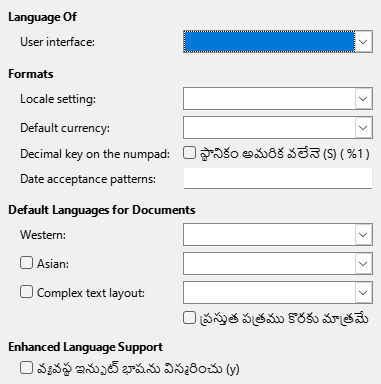 Language Of
User interface:
Formats
Locale setting:
Default currency:
Decimal key on the numpad: స్థానికం అమరిక వలేనె (S) ( %1 )
Date acceptance patterns:
Default Languages for Documents
Western:
Asian:
Complex text layout:
ప్రస్తుత పత్రము కొరకు మాత్రమే
Enhanced Language Support
వ్యవస్థ ఇన్పుట్ భాషను విస్మరించు (y)